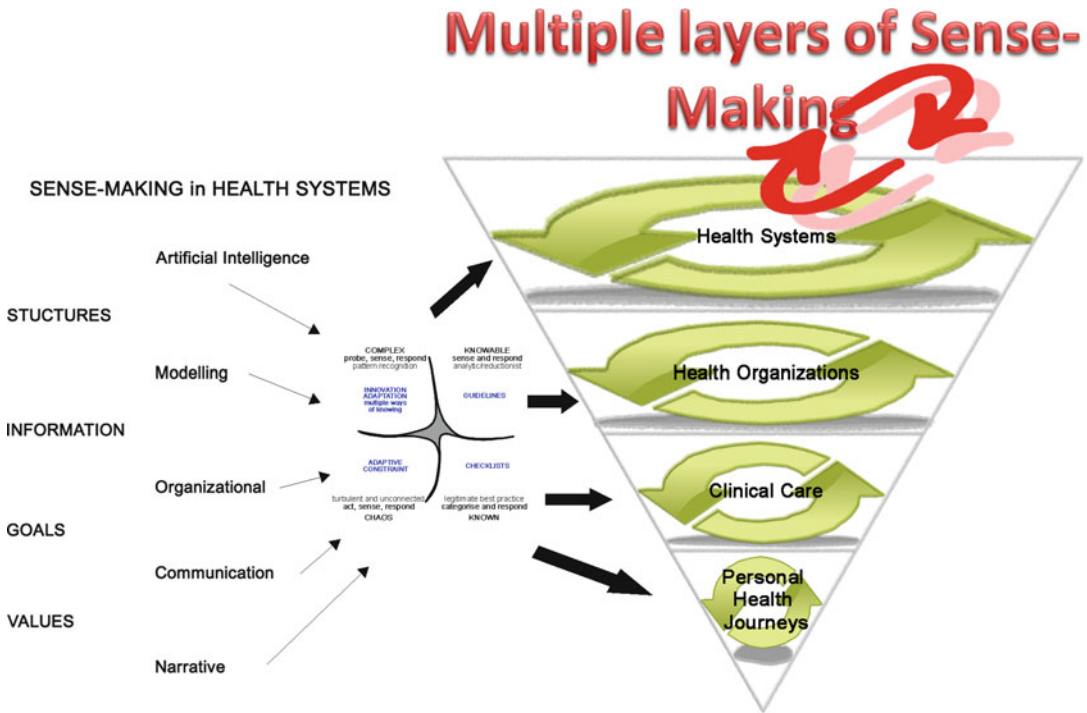 Multiple layers of Sense-
Making
SENSE-MAKING in HEALTH SYSTEMS
Artificial Intelligence
STUCTURES
Modelling
INFORMATION
Organizational
GOALS
Communication
VALUES
Narrative
COMPLEX
probe, sense, respond
pattern recognition
INNOVATION
ADAPTATION
multiple ways
of knowing
KNOWABLE
sense and respond
analytic/reductionist
GUIDELINES
ADAPTIVE
CONSTRAINT
turbulent and unconnected
act, sense, respond
CHAOS
CHECKLISTS
legitimate best practice
categorise and respond
KNOWN
Health Systems
Health Organizations
Clinical Care
Personal
Health
Journeys